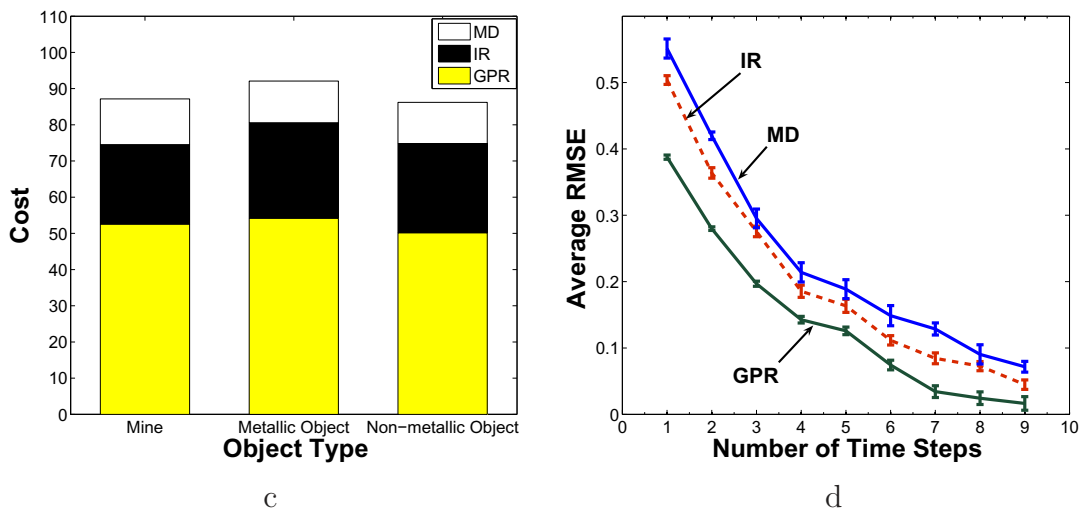 110
100
90
80
70
60
50
40
30
20
10
0
Cost
MD
IR
GPR
Mine
Metallic Object
Non-metallic Object
Object Type
c
0.5
0.4
0.3
0.2
0.1
0
Average RMSE
IR
MD
GPR
0 1 2 3 4 5 6 7 8 9 10
Number of Time Steps
d